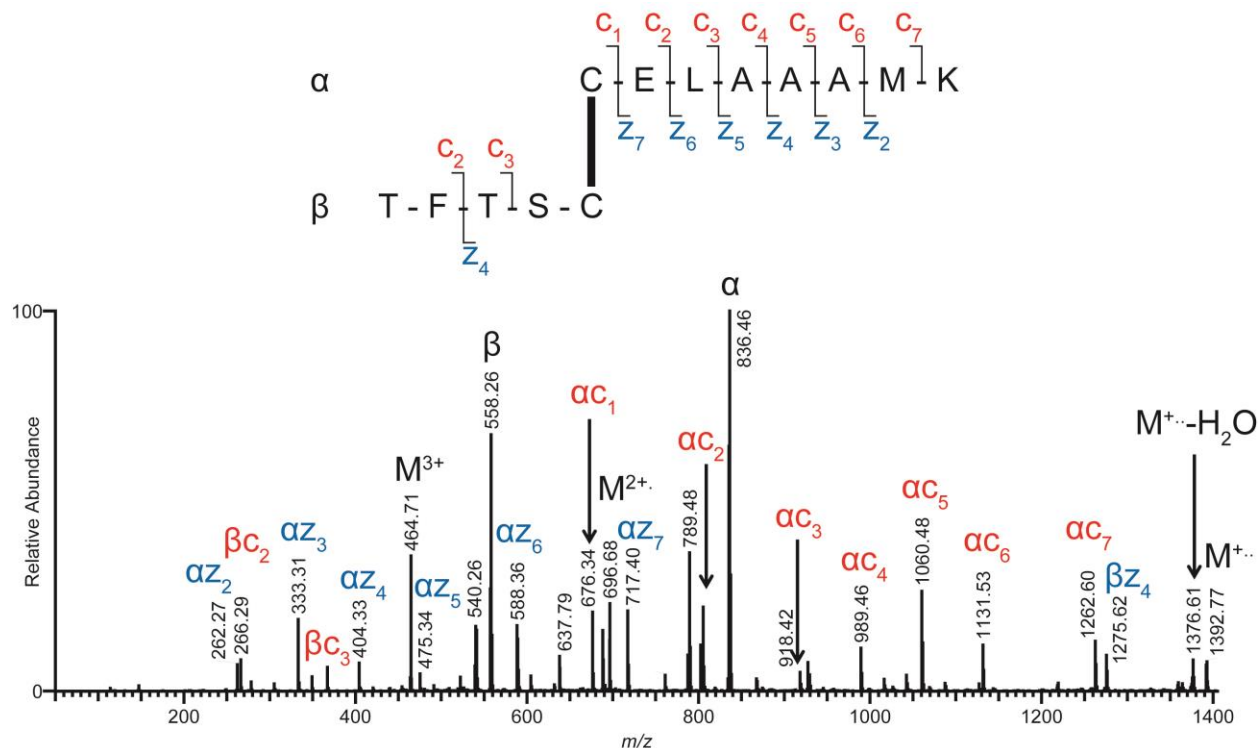 c1 c2 c3 c4 c5 c6 c7
α C - E - L - A - A - A - M - K
z7 z6 z5 z4 z3 z2
c2 c3
β T - F - T - S - C
z4
α
100
836.46
β
558.26
αc1
αc2
M+..-H2O
M3+
464.71
M2+.
αz6
588.36
676.34
696.68
αz7
717.40
789.48
αc3
αc5
1060.48
αc7
M+..
βc2
αz3
αz2
262.27
266.29
333.31
βc3
αz4
404.33
αz5
475.34
540.26
637.79
918.42
αc4
989.46
αc6
1131.53
1262.60
βz4
1275.62
1376.61
1392.77
Relative Abundance
0
200 400 600 800 1000 1200 1400
m/z